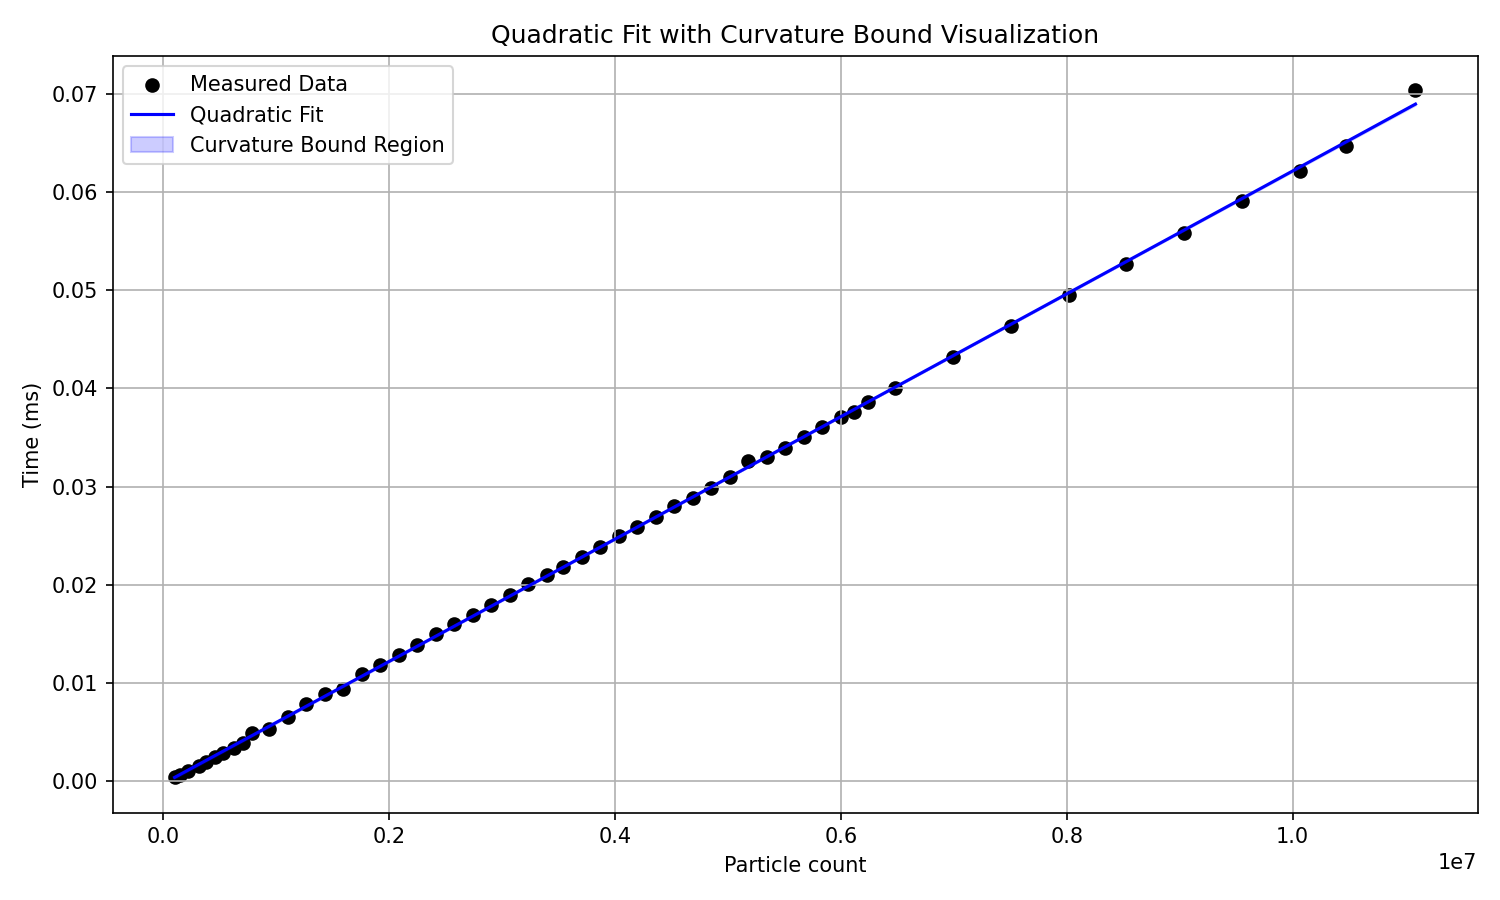 Quadratic Fit with Curvature Bound Visualization
Measured Data
Quadratic Fit
Curvature Bound Region
Time (ms)
0.07
0.06
0.05
0.04
0.03
0.02
0.01
0.00
0.0 0.2 0.4 0.6 0.8 1.0
1e7
Particle count